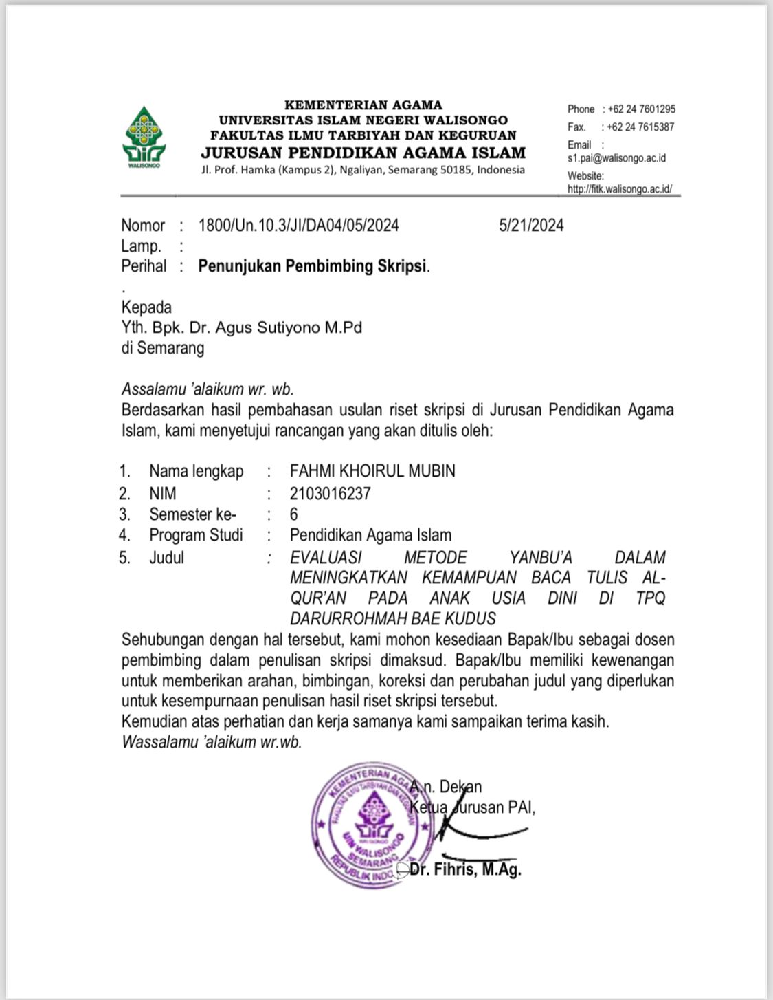 KEMENTERIAN AGAMA
UNIVERSITAS ISLAM NEGERI WALISONGO
FAKULTAS ILMU TARBIYAH DAN KEGURUAN
JURUSAN PENDIDIKAN AGAMA ISLAM
Jl. Prof. Hamka (Kampus 2), Ngaliyan, Semarang 50185, Indonesia
WALISONGO
Phone : +62 24 7601295
Fax. : +62 24 7615387
Email :
s1.pai@walisongo.ac.id
Website:
http://fitk.walisongo.ac.id/
Nomor : 1800/Un.10.3/JI/DA04/05/2024 5/21/2024
Lamp. :
Perihal : Penunjukan Pembimbing Skripsi.
.
Kepada
Yth. Bpk. Dr. Agus Sutiyono M.Pd
di Semarang
Assalamu ’alaikum wr. wb.
Berdasarkan hasil pembahasan usulan riset skripsi di Jurusan Pendidikan Agama
Islam, kami menyetujui rancangan yang akan ditulis oleh:
1. Nama lengkap : FAHMI KHOIRUL MUBIN
2. NIM : 2103016237
3. Semester ke- : 6
4. Program Studi : Pendidikan Agama Islam
5. Judul : EVALUASI METODE YANBU’A DALAM
MENINGKATKAN KEMAMPUAN BACA TULIS AL-
QUR’AN PADA ANAK USIA DINI DI TPQ
DARURROHMAH BAE KUDUS
Sehubungan dengan hal tersebut, kami mohon kesediaan Bapak/Ibu sebagai dosen
pembimbing dalam penulisan skripsi dimaksud. Bapak/Ibu memiliki kewenangan
untuk memberikan arahan, bimbingan, koreksi dan perubahan judul yang diperlukan
untuk kesempurnaan penulisan hasil riset skripsi tersebut.
Kemudian atas perhatian dan kerja samanya kami sampaikan terima kasih.
Wassalamu ’alaikum wr.wb.
A.n. Dekan
Ketua Jurusan PAI,
KEMENTERIAN AGAMA
FAKULTAS ILMU TARBIYAH DAN KEGURUAN
UIN WALISONGO
SEMARANG
REPUBLIK
Dr. Fihris, M.Ag.